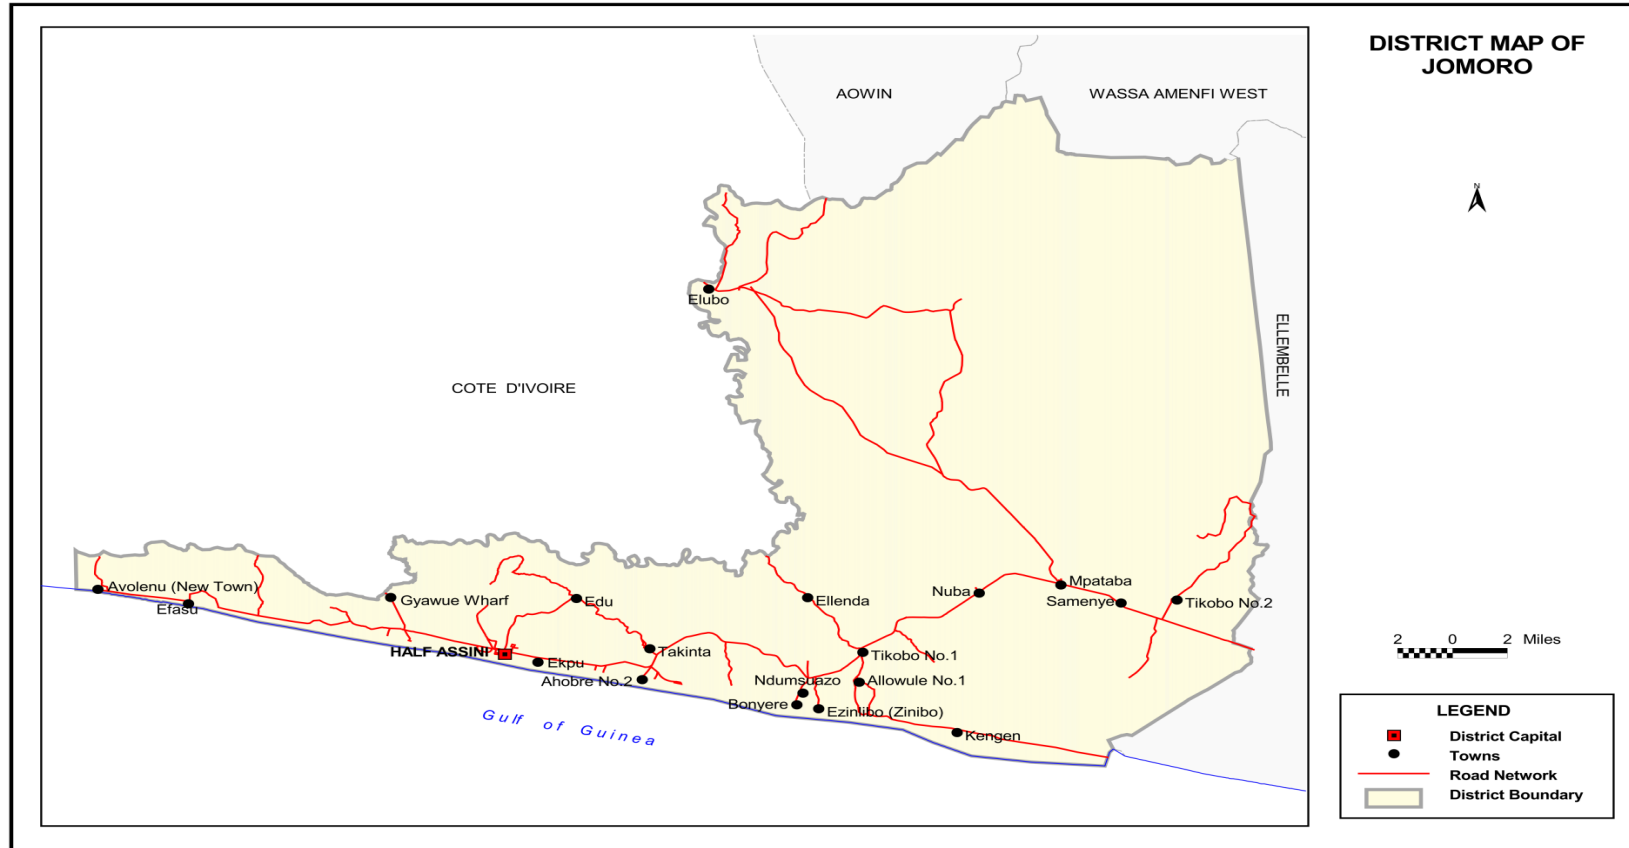 DISTRICT MAP OF
JOMORO
AOWIN
WASSA AMENFI WEST
N
Elubo
ELLEMBELLE
COTE D'IVOIRE
Avolenu (New Town)
Efasu
Gyawue Wharf
Edu
Ellenda
Nuba
Mpataba
Samenye
Tikobo No.2
HALF ASSINI
Ekpu
Takinta
Tikobo No.1
Ahobre No.2
Ndumsuazo
Allowule No.1
Bonyere
Ezinlibo (Zinibo)
Kengen
Gulf of Guinea
2 0 2 Miles
LEGEND
District Capital
Towns
Road Network
District Boundary